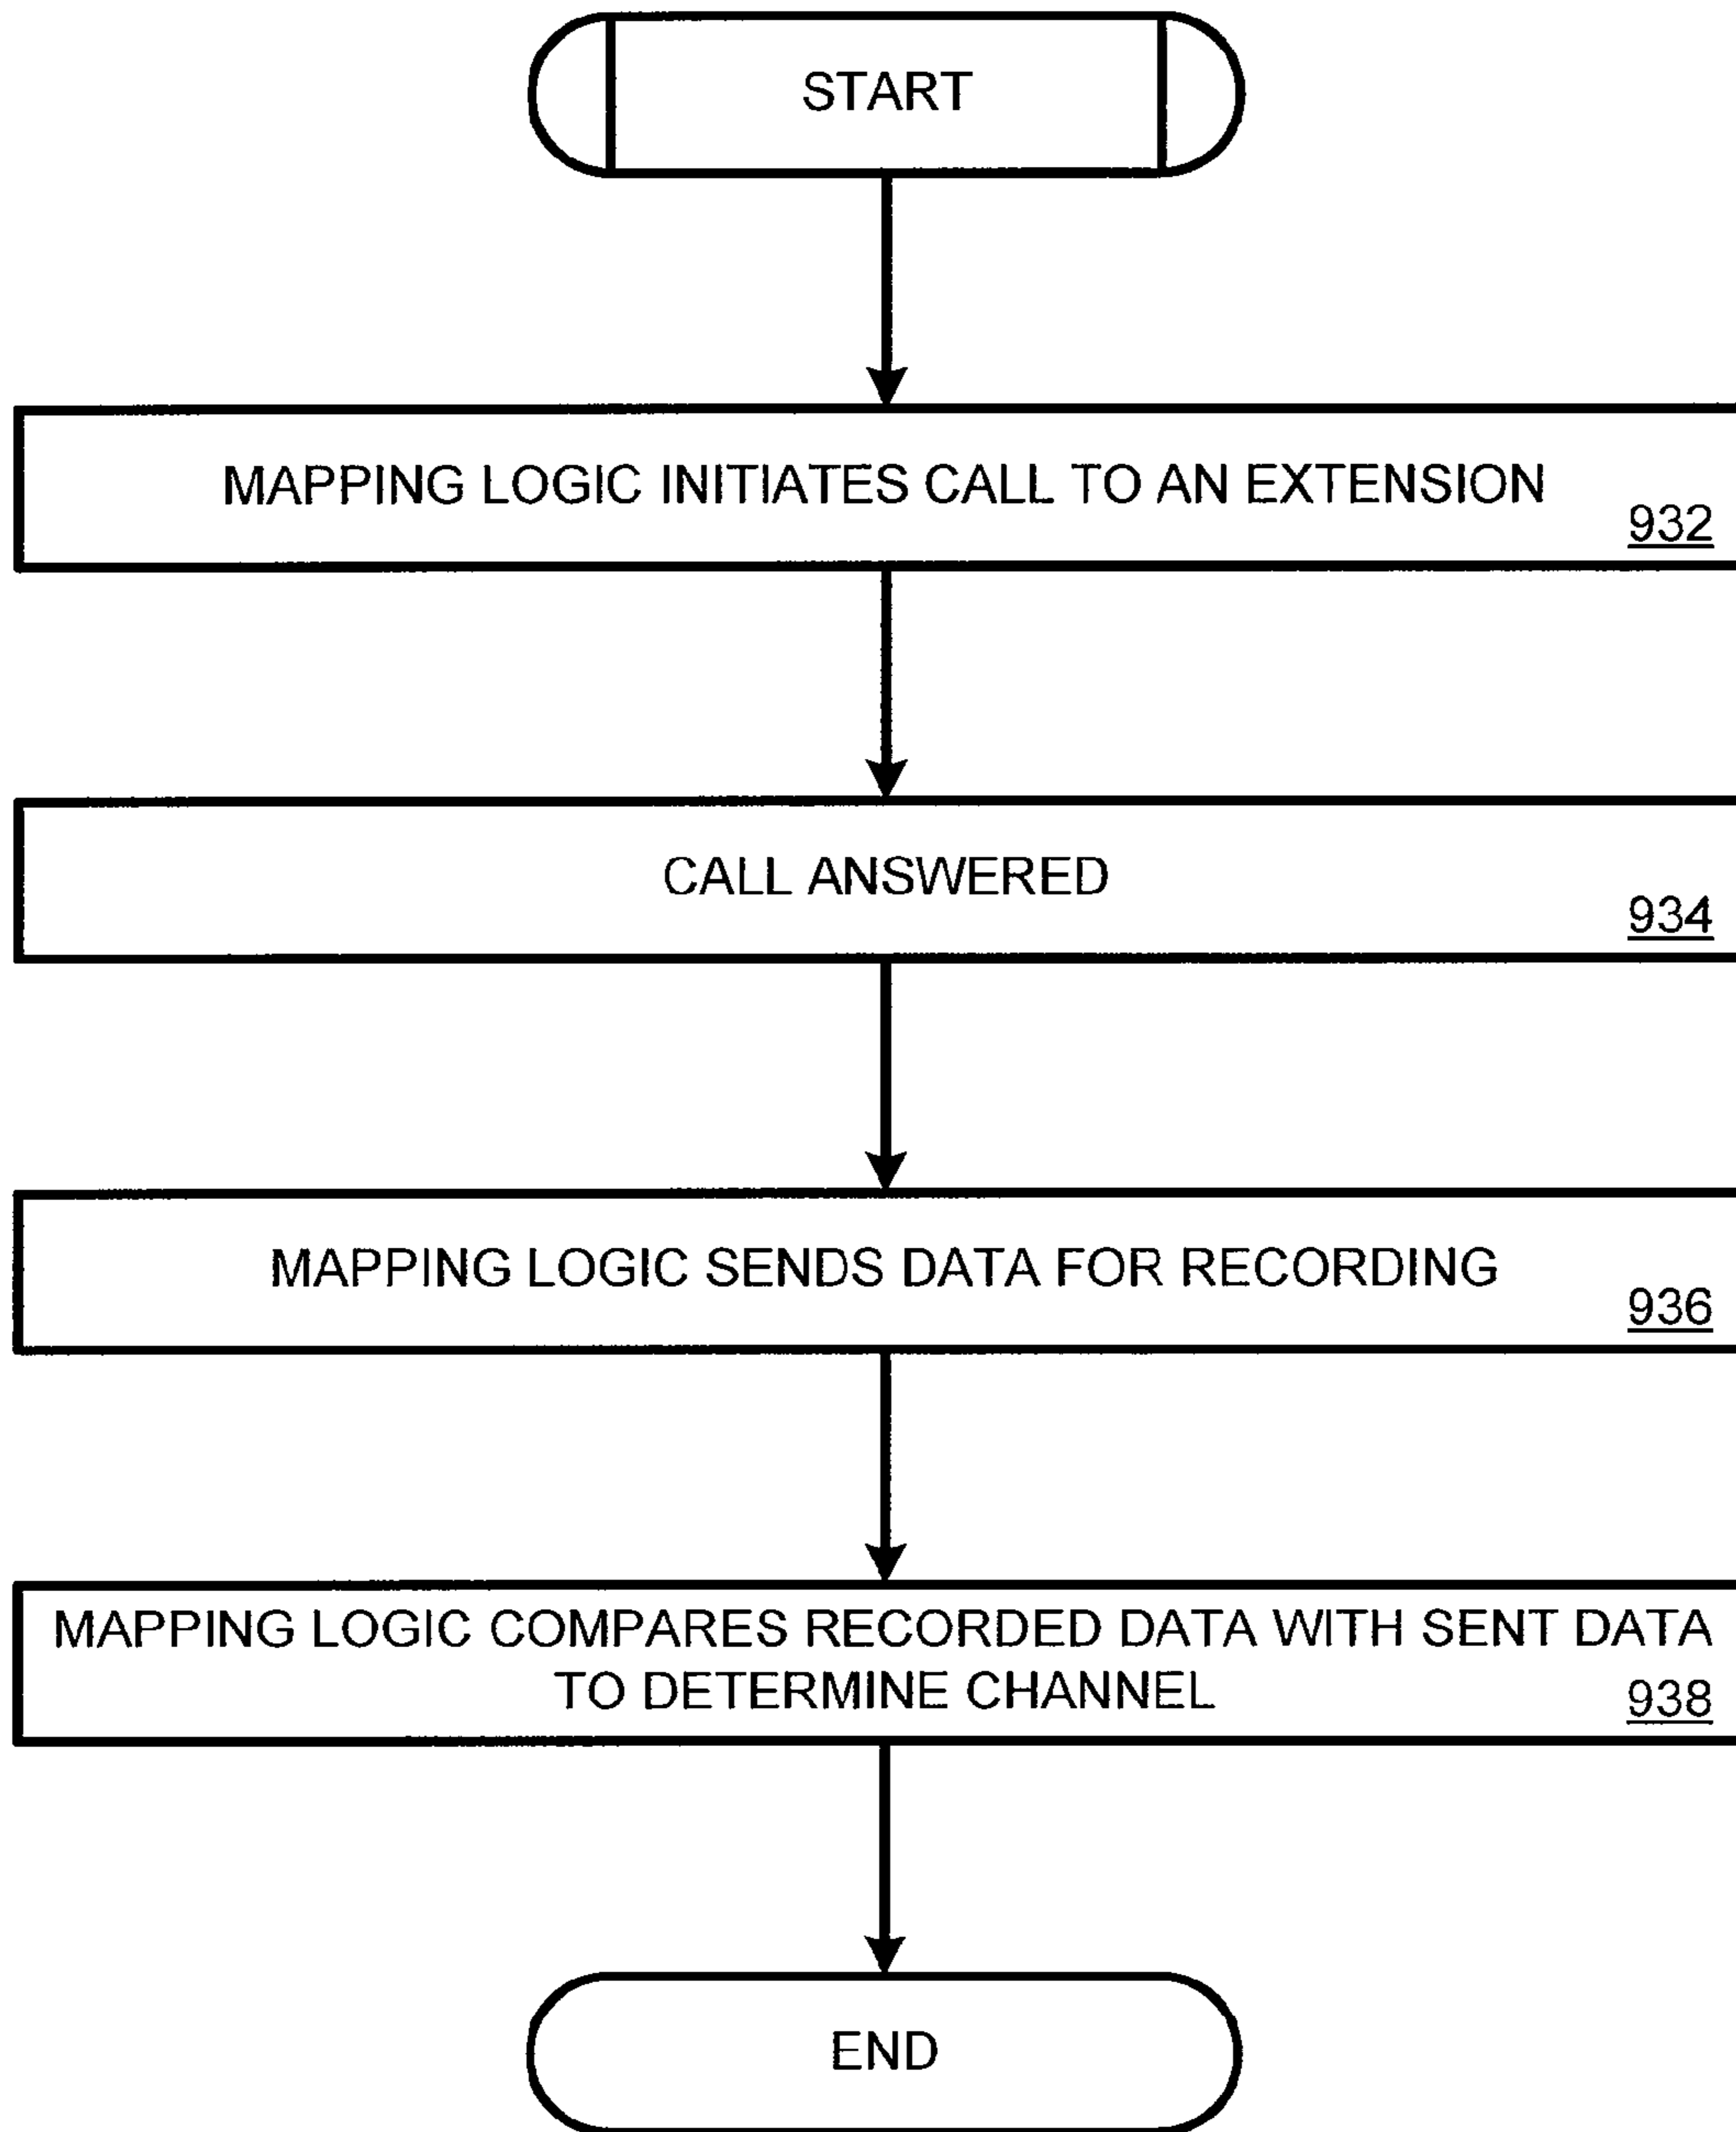 START
MAPPING LOGIC INITIATES CALL TO AN EXTENSION
932
CALL ANSWERED
934
MAPPING LOGIC SENDS DATA FOR RECORDING
936
MAPPING LOGIC COMPARES RECORDED DATA WITH SENT DATA
TO DETERMINE CHANNEL
938
END